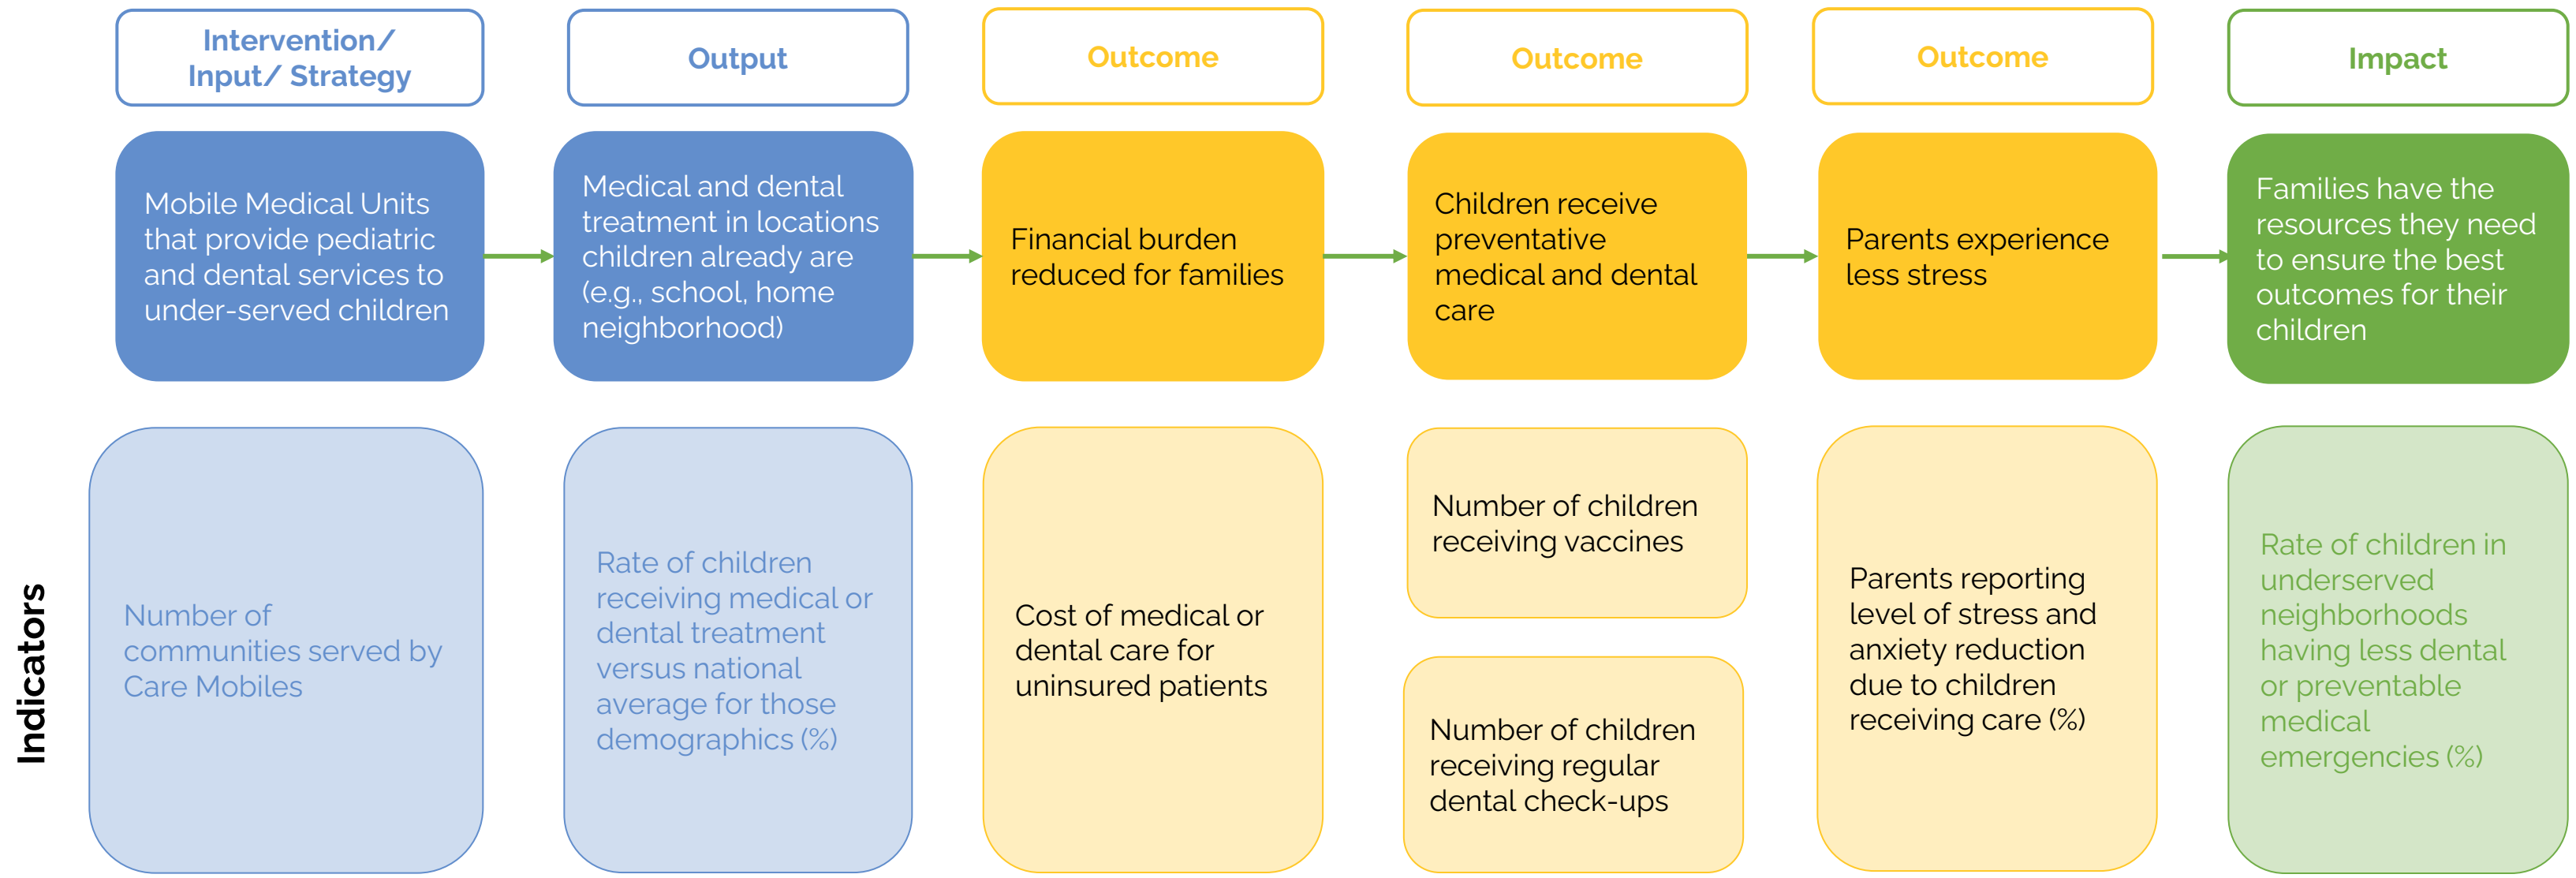 Intervention/
Input/ Strategy
Output
Outcome
Outcome
Outcome
Impact
Mobile Medical Units
that provide pediatric
and dental services to
under-served children
Medical and dental
treatment in locations
children already are
(e.g., school, home
neighborhood)
Financial burden
reduced for families
Children receive
preventative
medical and dental
care
Parents experience
less stress
Families have the
resources they need
to ensure the best
outcomes for their
children
Indicators
Number of
communities served by
Care Mobiles
Rate of children
receiving medical or
dental treatment
versus national
average for those
demographics (%)
Cost of medical or
dental care for
uninsured patients
Number of children
receiving vaccines
Number of children
receiving regular
dental check-ups
Parents reporting
level of stress and
anxiety reduction
due to children
receiving care (%)
Rate of children in
underserved
neighborhoods
having less dental
or preventable
medical
emergencies (%)